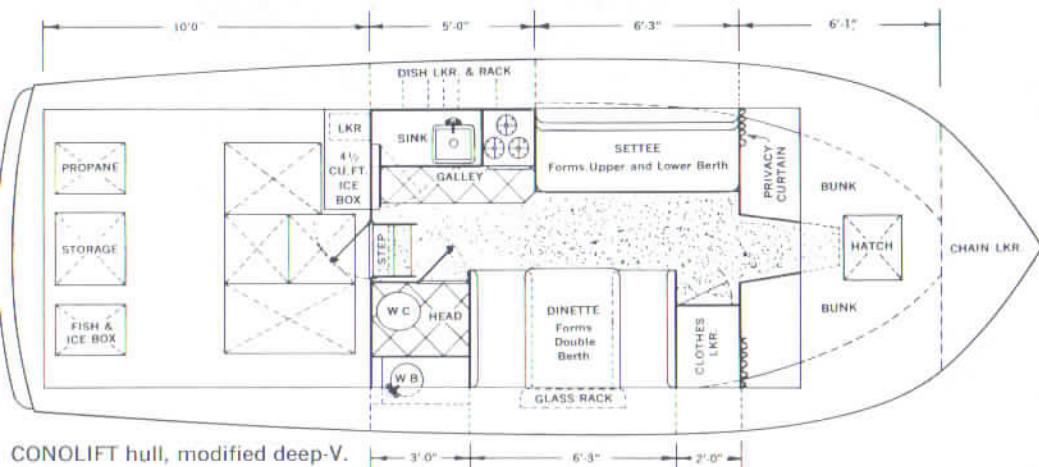 10'0"
5'-0"
6'-3"
6'-1"
DISH LKR. & RACK
LKR
SINK
4½
CU.FT.
ICE
BOX
GALLEY
SETTEE
Forms Upper and Lower Berth
PRIVACY
CURTAIN
BUNK
PROPANE
STORAGE
FISH &
ICE BOX
STEP
HATCH
CHAIN LKR.
W C
HEAD
W B
DINETTE
Forms
Double
Berth
GLASS RACK
CLOTHES
LKR.
BUNK
CONOLIFT hull, modified deep-V.
3'-0"
6'-3"
2'-0"